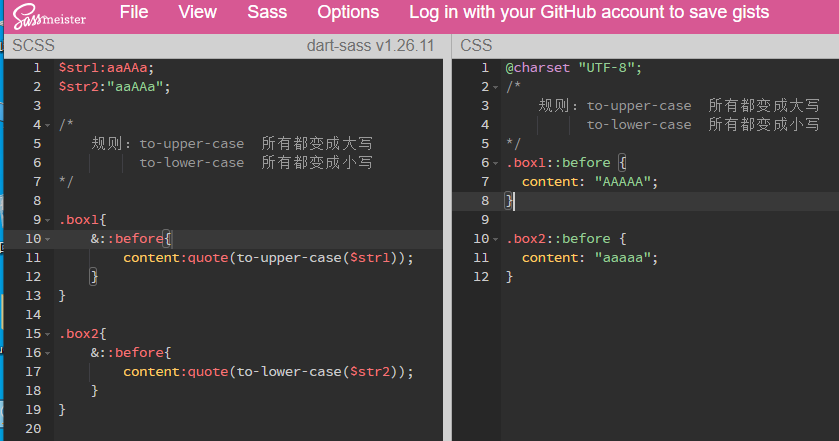 Sassmeister File View Sass Options Log in with your GitHub account to save gists
SCSS dart-sass v1.26.11
1 $str1:aaAAa;
2 $str2:"aaAAa";
3
4 /*
5 规则：to-upper-case 所有都变成大写
6 to-lower-case 所有都变成小写
7 */
8
9 .box1{
10 &::before{
11 content:quote(to-upper-case($str1));
12 }
13 }
14
15 .box2{
16 &::before{
17 content:quote(to-lower-case($str2));
18 }
19 }
20
CSS
1 @charset "UTF-8";
2 /*
3 规则：to-upper-case 所有都变成大写
4 to-lower-case 所有都变成小写
5 */
6 .box1::before {
7 content: "AAAAA";
8 }
9
10 .box2::before {
11 content: "aaaaa";
12 }